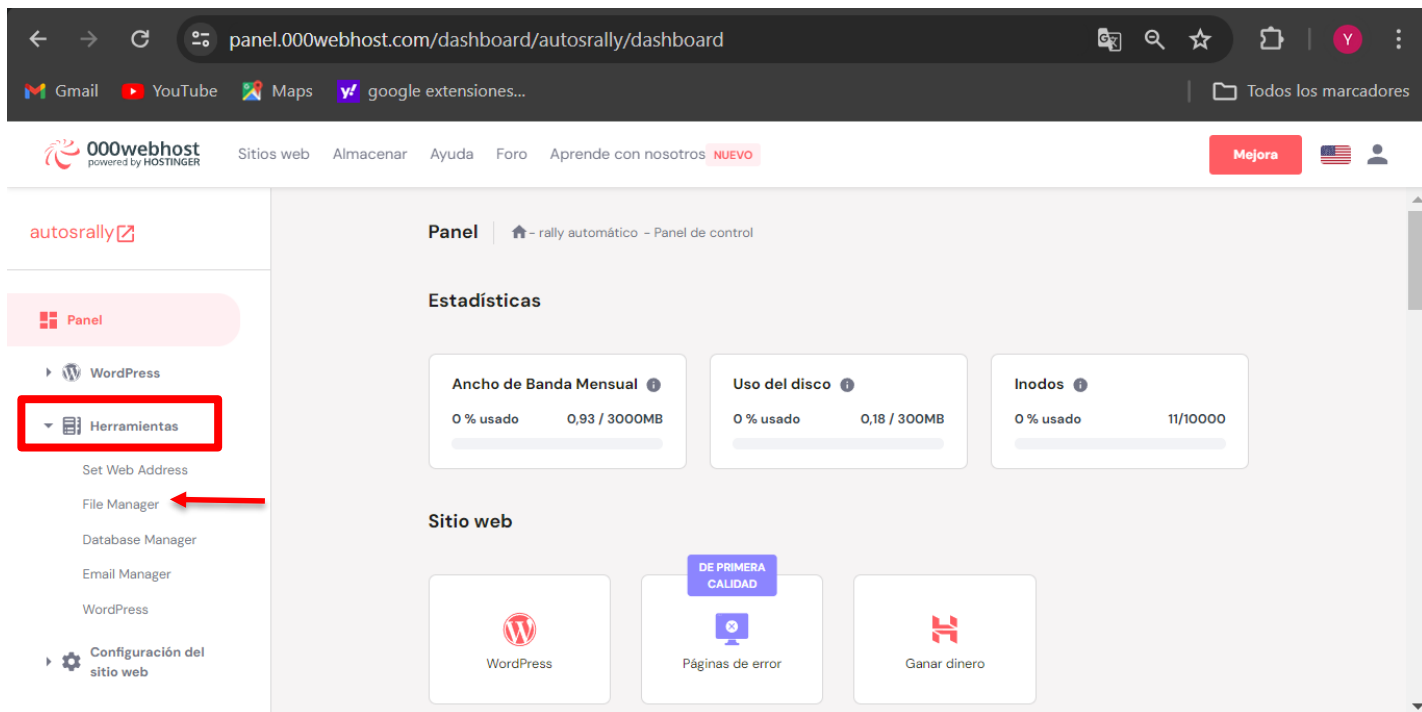 panel.000webhost.com/dashboard/autosrally/dashboard
Y
Gmail YouTube Maps y! google extensiones... Todos los marcadores
000webhost
powered by HOSTINGER
Sitios web Almacenar Ayuda Foro Aprende con nosotros NUEVO Mejora
autosrally
Panel
WordPress
Herramientas
Set Web Address
File Manager
Database Manager
Email Manager
WordPress
Configuración del
sitio web
Panel - rally automático - Panel de control
Estadísticas
Ancho de Banda Mensual
0 % usado 0,93 / 3000MB
Uso del disco
0 % usado 0,18 / 300MB
Inodos
0 % usado 11/10000
Sitio web
WordPress
DE PRIMERA
CALIDAD
Páginas de error
Ganar dinero